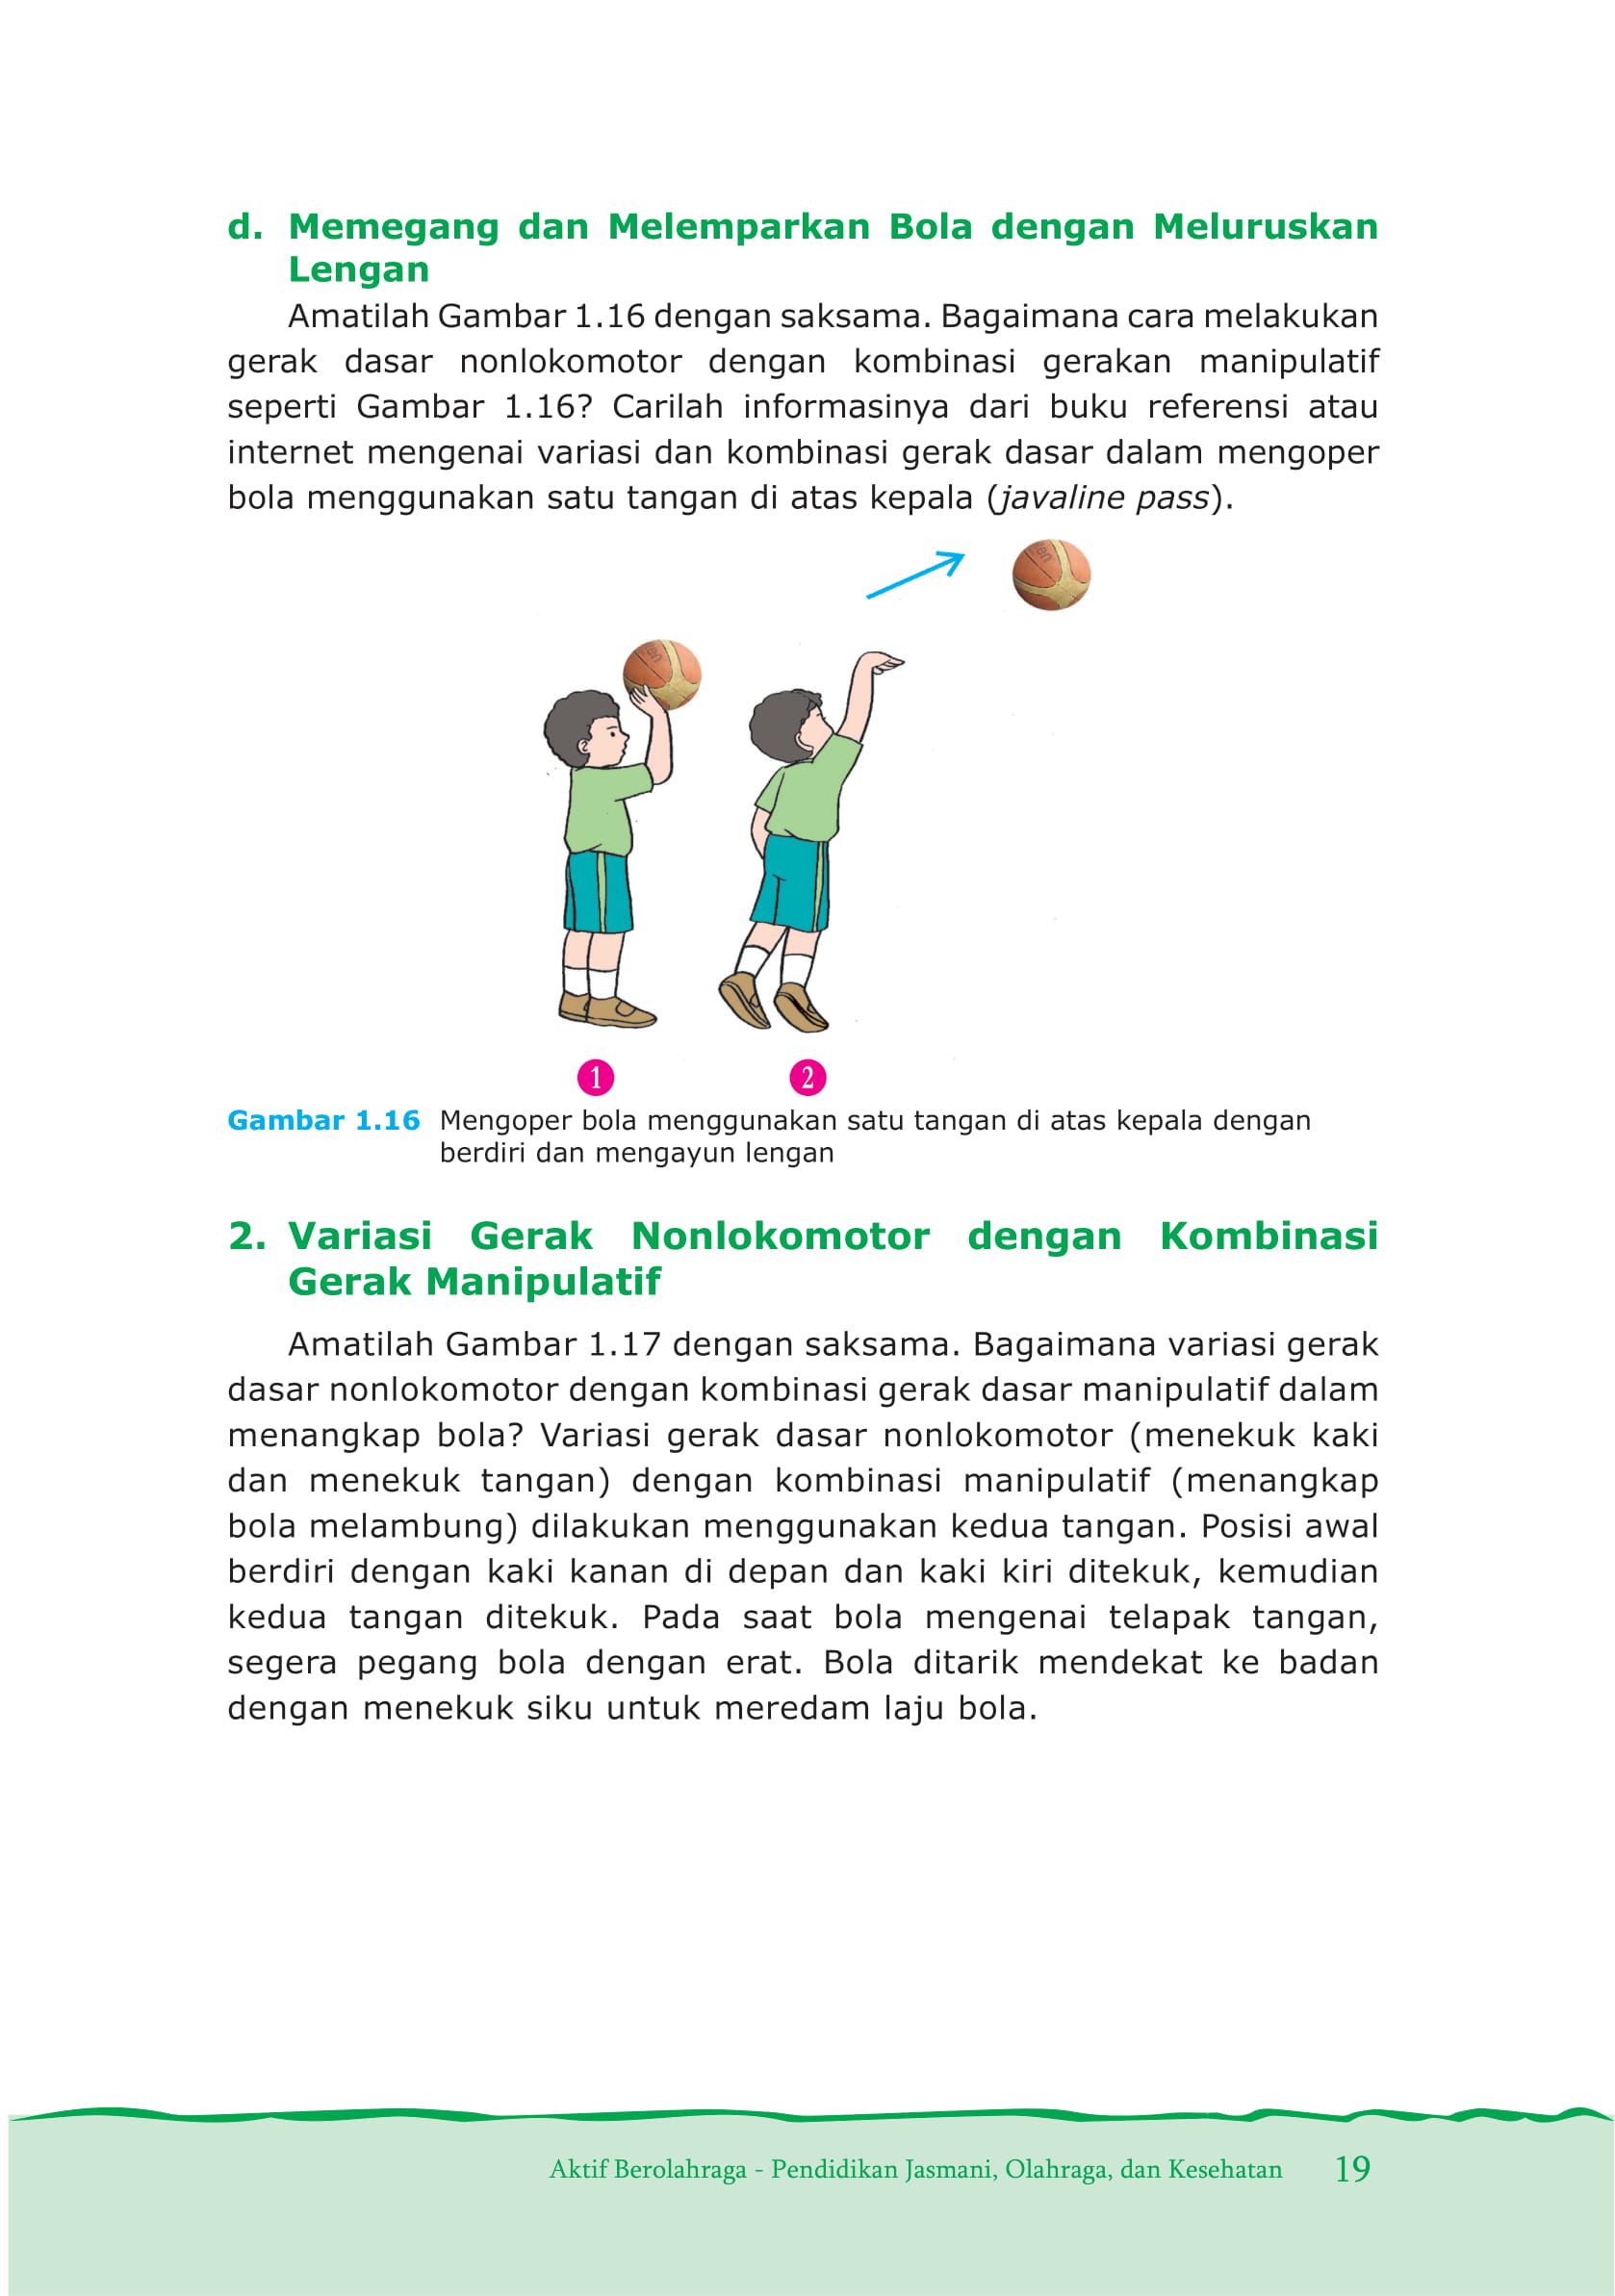 d. Memegang dan Melemparkan Bola dengan Meluruskan
Lengan
Amatilah Gambar 1.16 dengan saksama. Bagaimana cara melakukan
gerak dasar nonlokomotor dengan kombinasi gerakan manipulatif
seperti Gambar 1.16? Carilah informasinya dari buku referensi atau
internet mengenai variasi dan kombinasi gerak dasar dalam mengoper
bola menggunakan satu tangan di atas kepala (javaline pass).
1 2
Gambar 1.16 Mengoper bola menggunakan satu tangan di atas kepala dengan
berdiri dan mengayun lengan
2. Variasi Gerak Nonlokomotor dengan Kombinasi
Gerak Manipulatif
Amatilah Gambar 1.17 dengan saksama. Bagaimana variasi gerak
dasar nonlokomotor dengan kombinasi gerak dasar manipulatif dalam
menangkap bola? Variasi gerak dasar nonlokomotor (menekuk kaki
dan menekuk tangan) dengan kombinasi manipulatif (menangkap
bola melambung) dilakukan menggunakan kedua tangan. Posisi awal
berdiri dengan kaki kanan di depan dan kaki kiri ditekuk, kemudian
kedua tangan ditekuk. Pada saat bola mengenai telapak tangan,
segera pegang bola dengan erat. Bola ditarik mendekat ke badan
dengan menekuk siku untuk meredam laju bola.
Aktif Berolahraga - Pendidikan Jasmani, Olahraga, dan Kesehatan 19